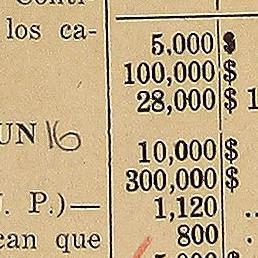 los ca-
5,000 $
100,000 $
28,000 $ 1
UN 16
10,000 $
300,000 $
J. P.)—
1,120
can que
800